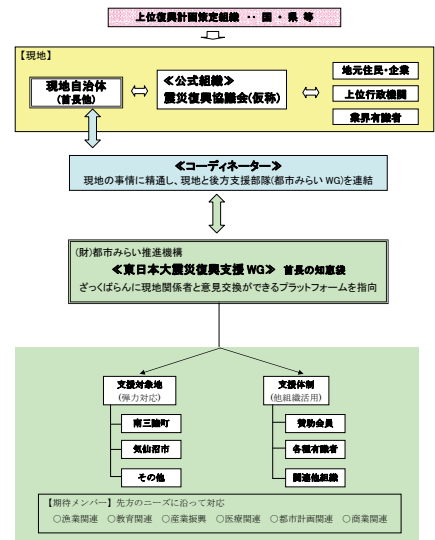 上位復興計画策定組織 ・・ 国・県 等
【現地】
現地自治体
(首長他)
≪公式組織≫
震災復興協議会(仮称)
地元住民・企業
上位行政機関
業界有識者
≪コーディネーター≫
現地の事情に精通し、現地と後方支援部隊(都市みらい WG)を連結
(財)都市みらい推進機構
≪東日本大震災復興支援 WG≫ 首長の知恵袋
ざっくばらんに現地関係者と意見交換ができるプラットフォームを指向
支援対象地
(弾力対応)
南三陸町
気仙沼市
その他
支援体制
(他組織活用)
賛助会員
各種有識者
関連他組織
【期待メンバー】先方のニーズに沿って対応
○漁業関連 ○教育関連 ○産業振興 ○医療関連 ○都市計画関連 ○商業関連